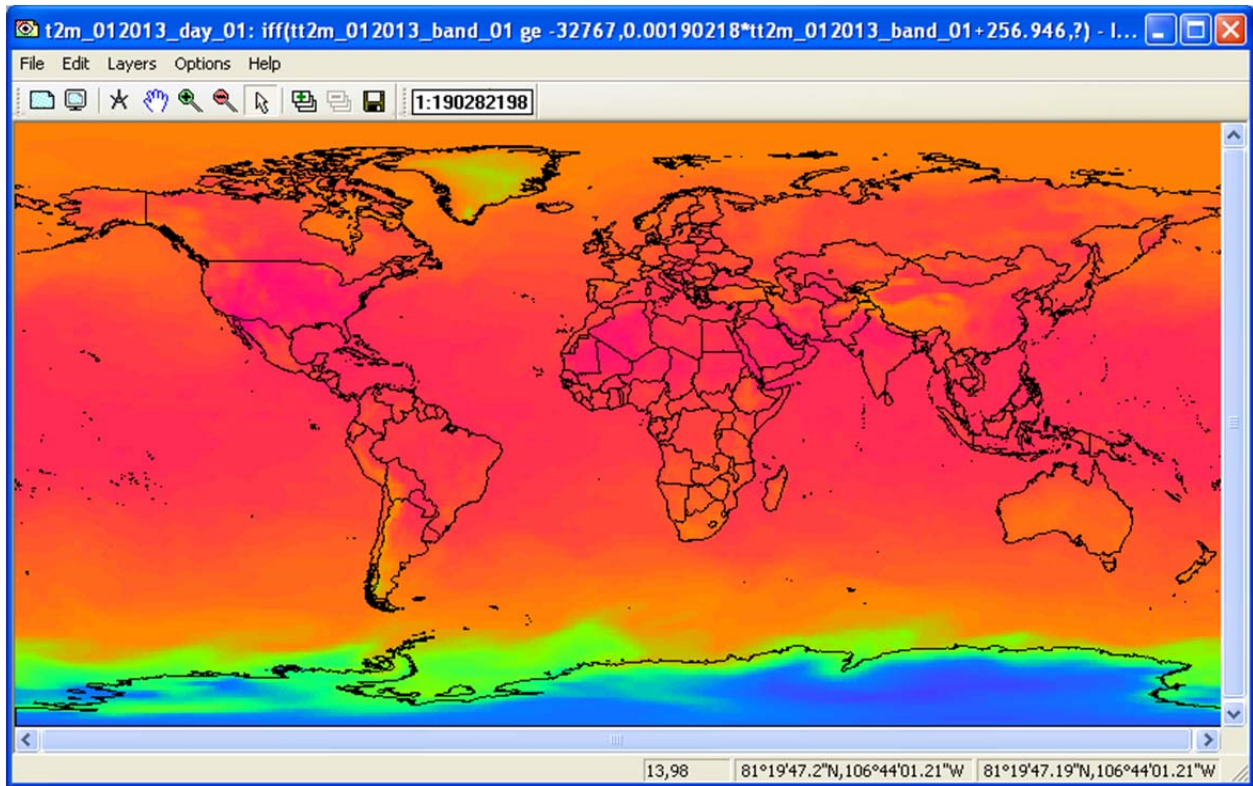 t2m_012013_day_01: iff(tt2m_012013_band_01 ge -32767,0.00190218*tt2m_012013_band_01+256.946,?) - I...
File Edit Layers Options Help
1:190282198
13,98 81°19'47.2"N,106°44'01.21"W 81°19'47.19"N,106°44'01.21"W